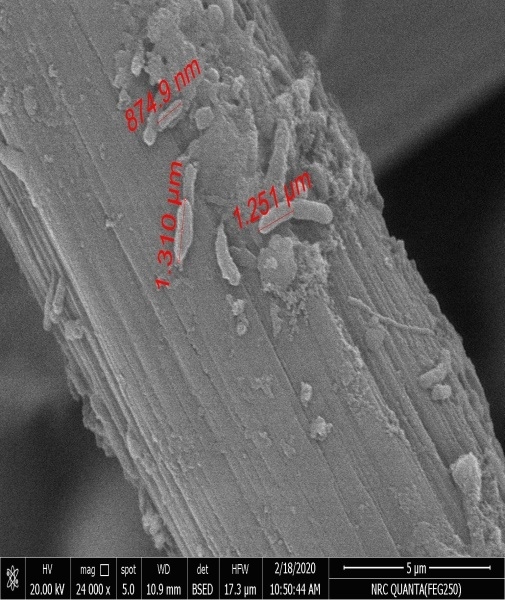 874.9 nm
1.310 µm
1.251 µm
HV mag spot WD det HFW 2/18/2020 5 µm
20.00 kV 24 000 x 5.0 10.9 mm BSED 17.3 µm 10:50:44 AM NRC QUANTA(FEG250)